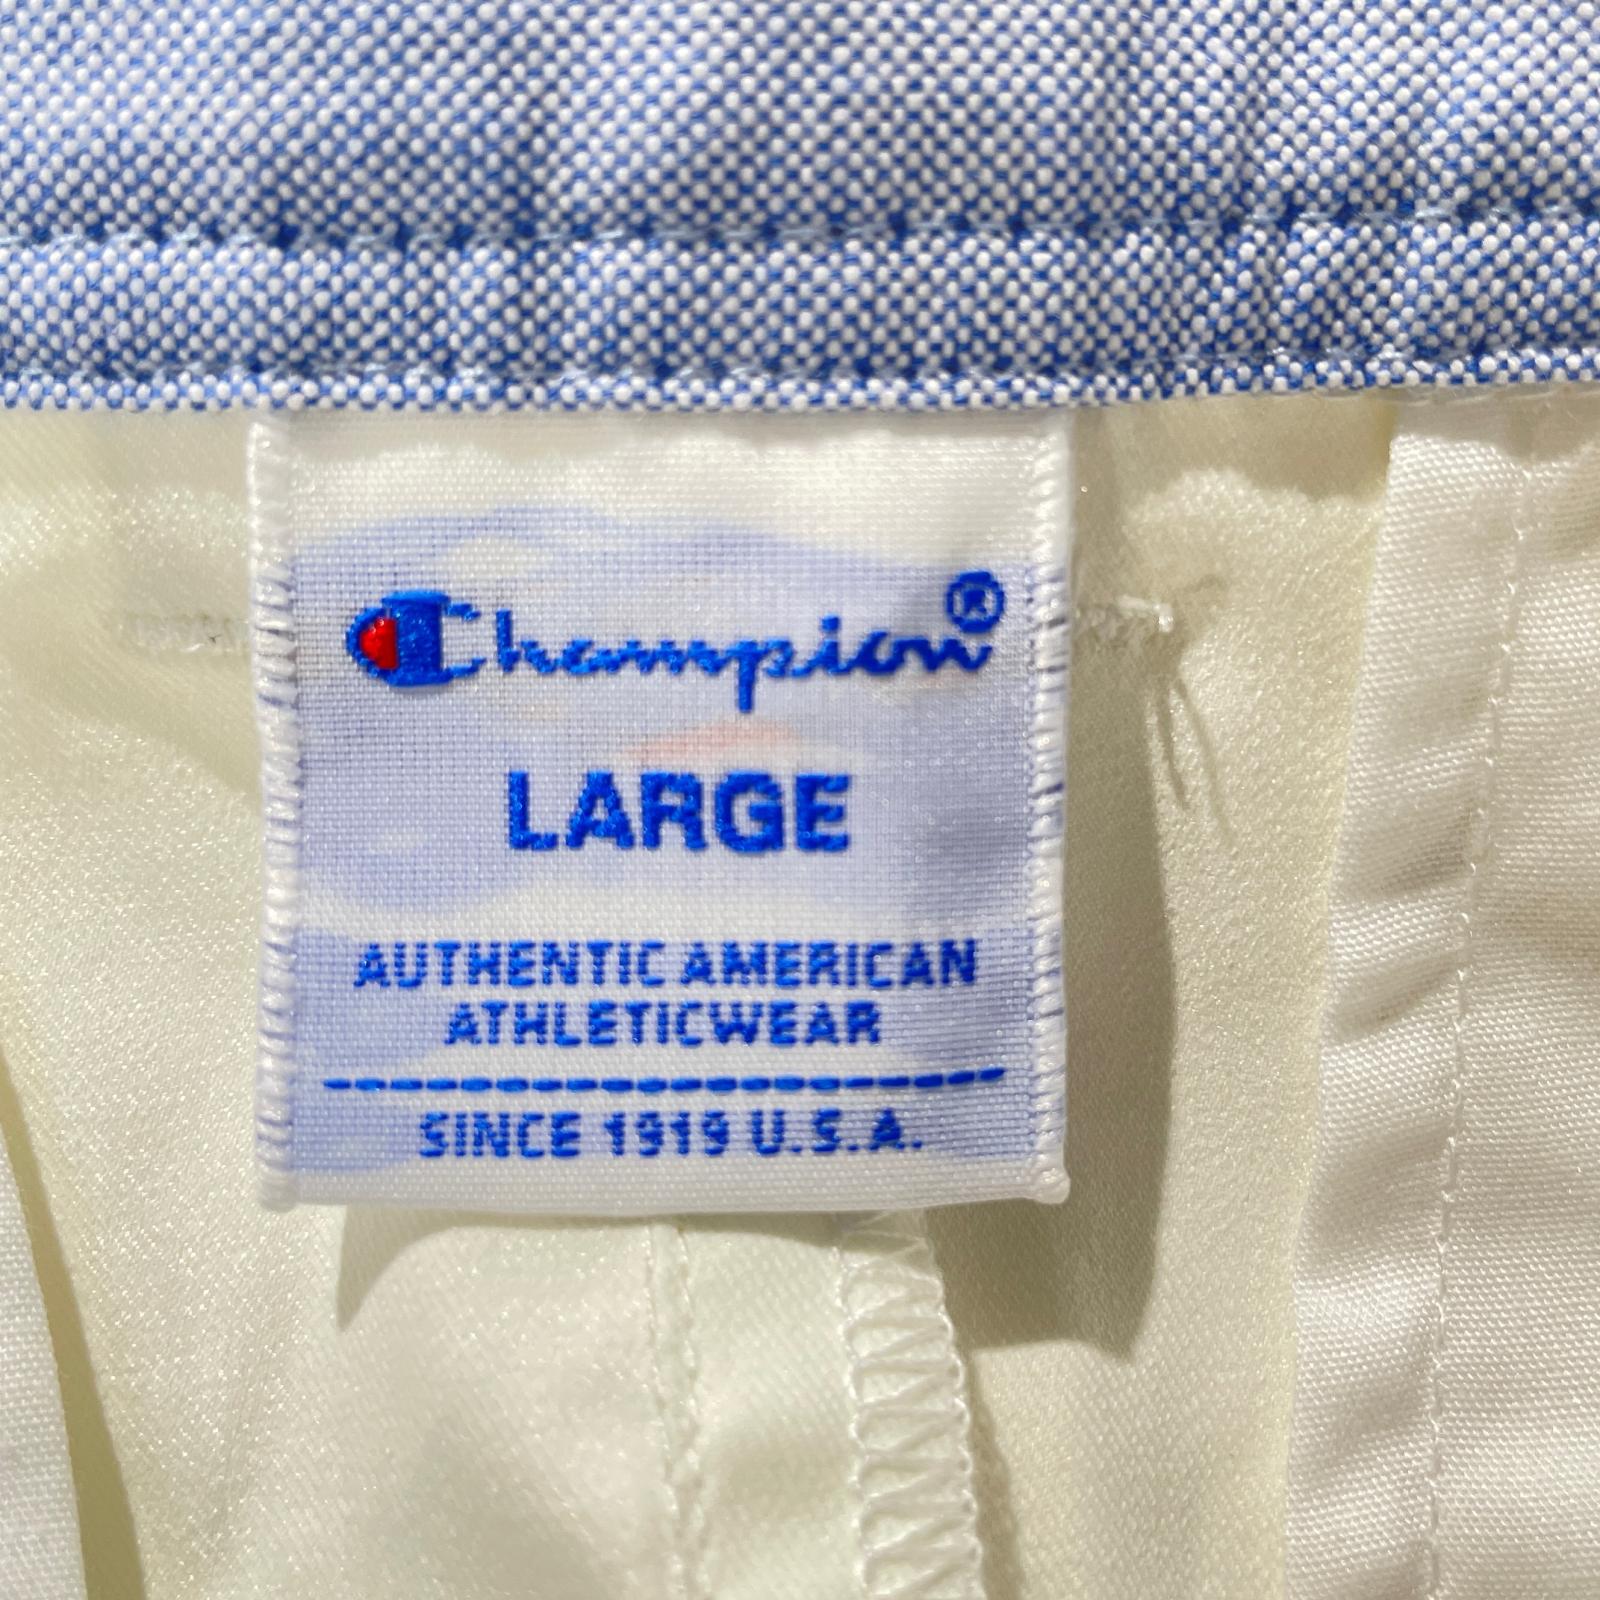 Champion®
LARGE
AUTHENTIC AMERICAN
ATHLETICWEAR
SINCE 1919 U.S.A.